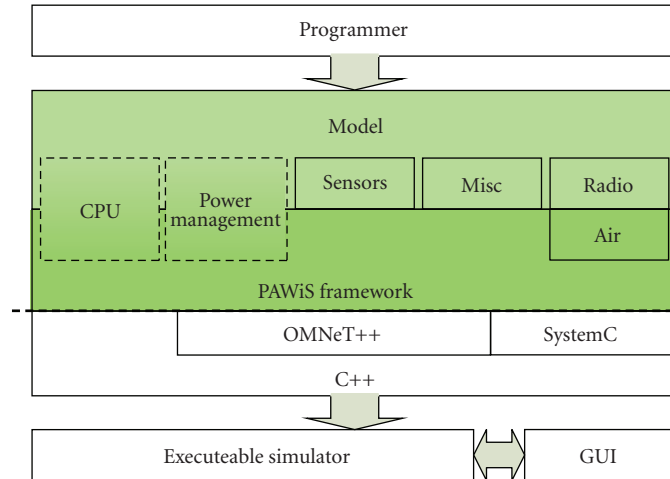 Programmer
Model
CPU
Power
management
Sensors
Misc
Radio
Air
PAWiS framework
OMNeT++
SystemC
C++
Executeable simulator
GUI